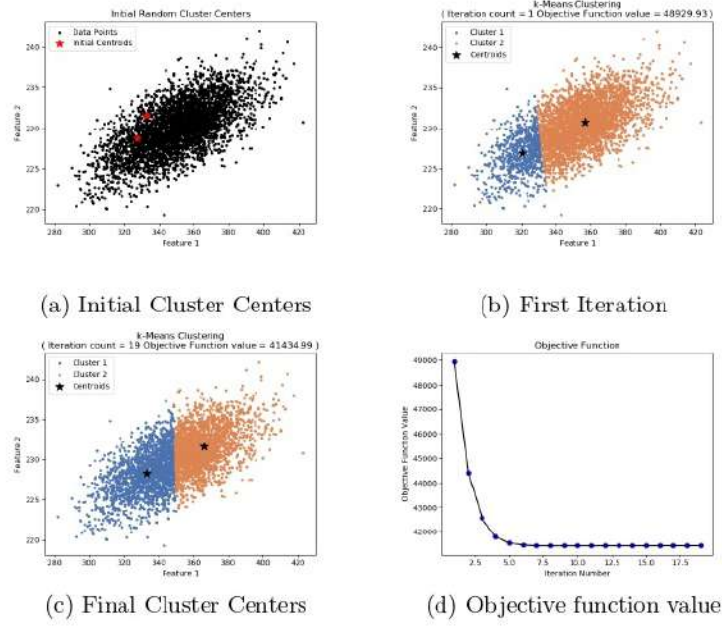 Initial Random Cluster Centers
Data Points
Initial Centroids
240
235
230
225
220
Feature 2
280 300 320 340 360 380 400 420
Feature 1
(a) Initial Cluster Centers
k-Means Clustering
( Iteration count = 1 Objective Function value = 48929.93 )
Cluster 1
Cluster 2
Centroids
240
235
230
225
220
Feature 2
280 300 320 340 360 380 400 420
Feature 1
(b) First Iteration
k-Means Clustering
( Iteration count = 19 Objective Function value = 41434.99 )
Cluster 1
Cluster 2
Centroids
240
235
230
225
220
Feature 2
280 300 320 340 360 380 400 420
Feature 1
(c) Final Cluster Centers
Objective Function
49000
48000
46000
45000
44000
43000
42000
Objective Function Value
2.5 5.0 7.5 10.0 12.5 15.0 17.5
Iteration Number
(d) Objective function value